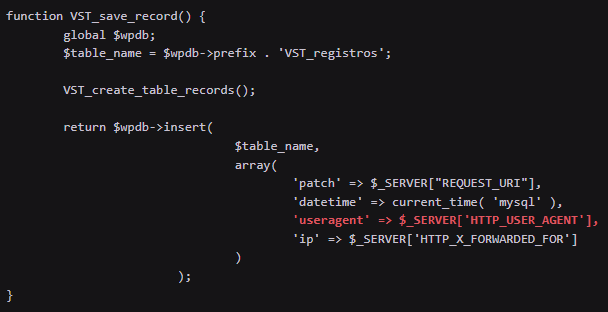 function VST_save_record() {
global $wpdb;
$table_name = $wpdb->prefix . 'VST_registros';
VST_create_table_records();
return $wpdb->insert(
$table_name,
array(
'patch' => $_SERVER["REQUEST_URI"],
'datetime' => current_time( 'mysql' ),
'useragent' => $_SERVER['HTTP_USER_AGENT'],
'ip' => $_SERVER['HTTP_X_FORWARDED_FOR']
)
);
}